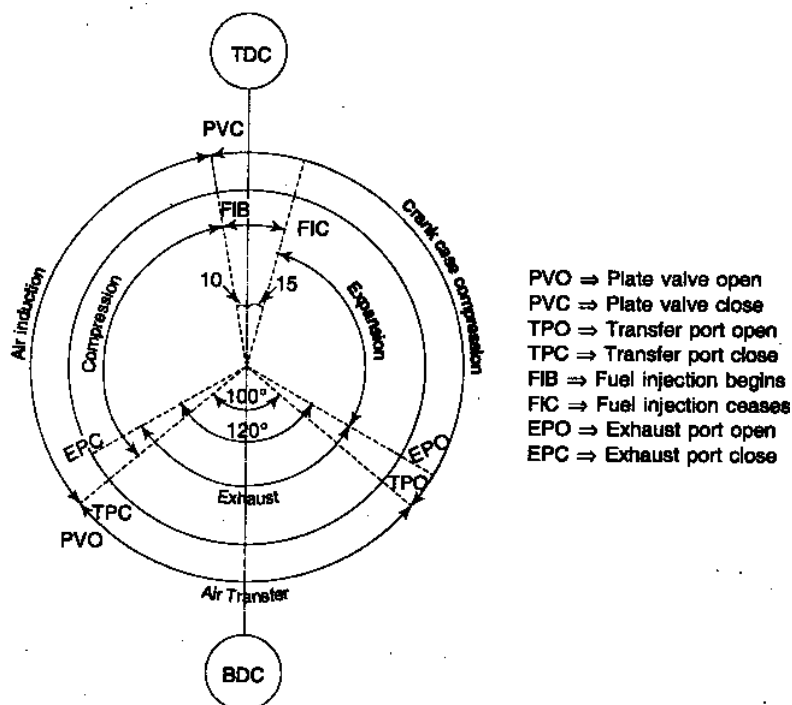 TDC
PVC
FIB
FIC
10
15
Air induction
Compression
Expansion
Crank case compression
100°
120°
EPC
EPO
TPC
TPO
PVO
Exhaust
Air Transfer
BDC
PVO ⇒ Plate valve open
PVC ⇒ Plate valve close
TPO ⇒ Transfer port open
TPC ⇒ Transfer port close
FIB ⇒ Fuel injection begins
FIC ⇒ Fuel injection ceases
EPO ⇒ Exhaust port open
EPC ⇒ Exhaust port close